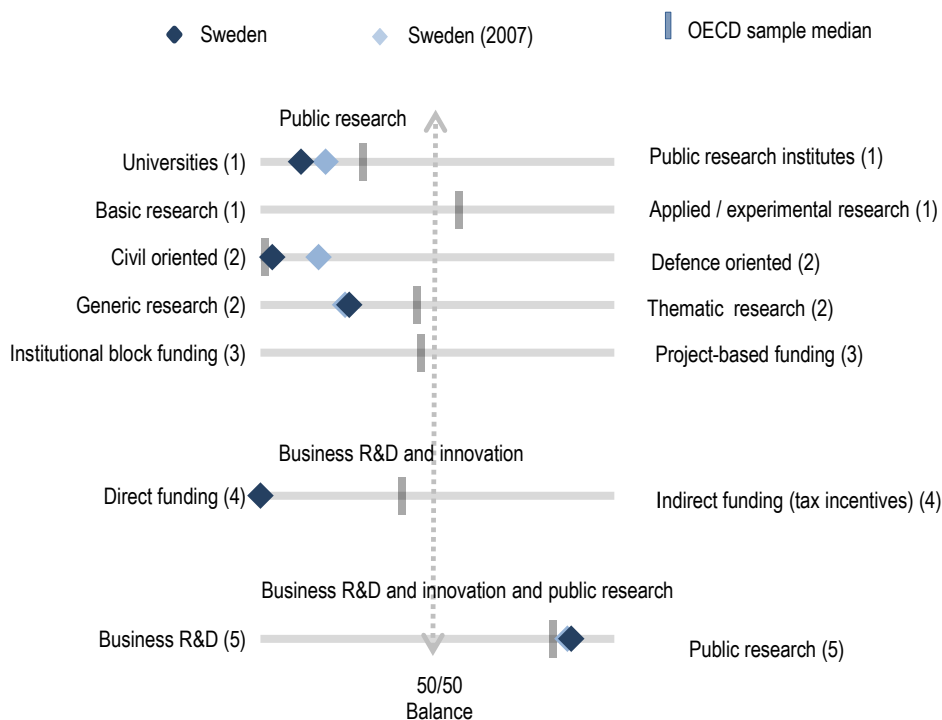 Sweden
Sweden (2007)
OECD sample median
Public research
Universities (1)
Public research institutes (1)
Basic research (1)
Applied / experimental research (1)
Civil oriented (2)
Defence oriented (2)
Generic research (2)
Thematic research (2)
Institutional block funding (3)
Project-based funding (3)
Business R&D and innovation
Direct funding (4)
Indirect funding (tax incentives) (4)
Business R&D and innovation and public research
Business R&D (5)
Public research (5)
50/50
Balance